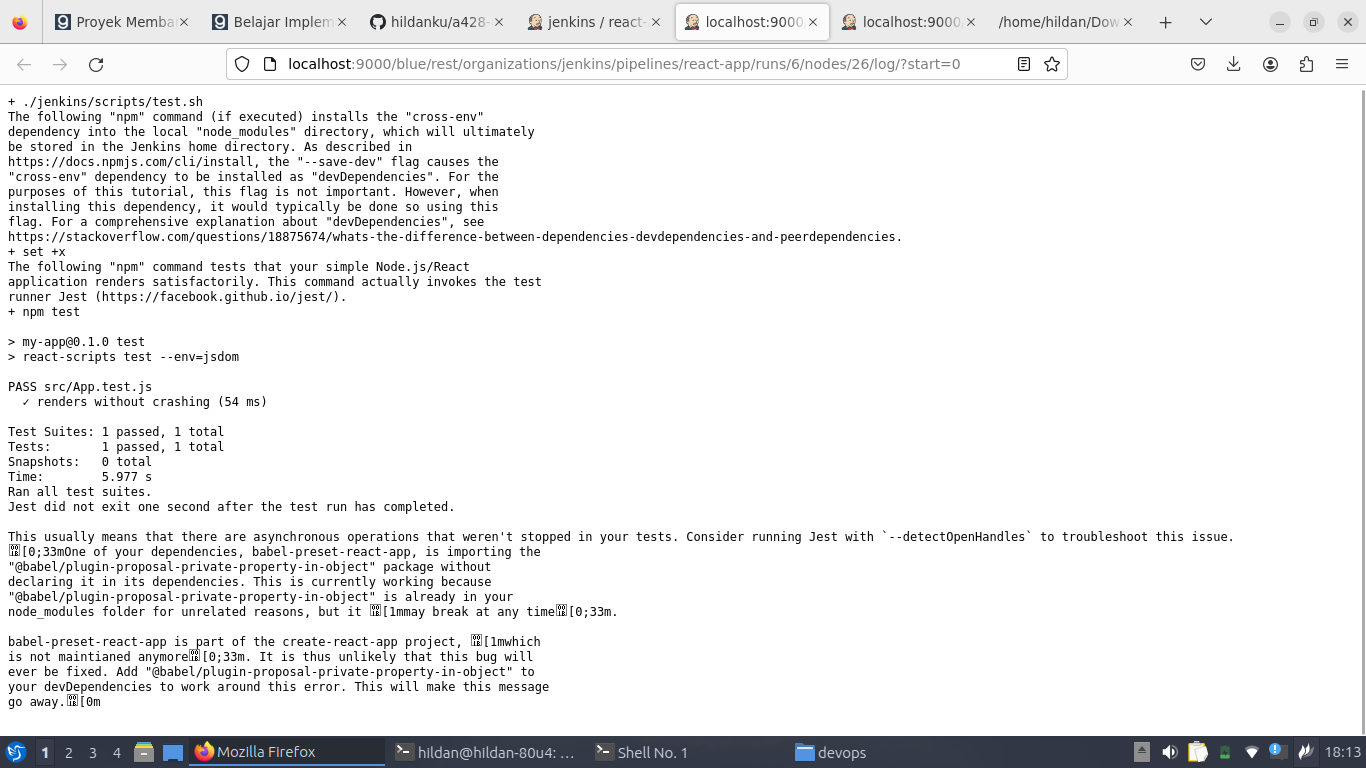 Proyek Memba
Belajar Implem
hildanku/a428-
jenkins / react-
localhost:9000
localhost:9000
/home/hildan/Dow
localhost:9000/blue/rest/organizations/jenkins/pipelines/react-app/runs/6/nodes/26/log/?start=0
+ ./jenkins/scripts/test.sh
The following "npm" command (if executed) installs the "cross-env"
dependency into the local "node_modules" directory, which will ultimately
be stored in the Jenkins home directory. As described in
https://docs.npmjs.com/cli/install, the "--save-dev" flag causes the
"cross-env" dependency to be installed as "devDependencies". For the
purposes of this tutorial, this flag is not important. However, when
installing this dependency, it would typically be done so using this
flag. For a comprehensive explanation about "devDependencies", see
https://stackoverflow.com/questions/18875674/whats-the-difference-between-dependencies-devdependencies-and-peerdependencies.
+ set +x
The following "npm" command tests that your simple Node.js/React
application renders satisfactorily. This command actually invokes the test
runner Jest (https://facebook.github.io/jest/).
+ npm test
> my-app@0.1.0 test
> react-scripts test --env=jsdom
PASS src/App.test.js
✓ renders without crashing (54 ms)
Test Suites: 1 passed, 1 total
Tests:       1 passed, 1 total
Snapshots:   0 total
Time:        5.977 s
Ran all test suites.
Jest did not exit one second after the test run has completed.
This usually means that there are asynchronous operations that weren't stopped in your tests. Consider running Jest with `--detectOpenHandles` to troubleshoot this issue.
[0;33mOne of your dependencies, babel-preset-react-app, is importing the
"@babel/plugin-proposal-private-property-in-object" package without
declaring it in its dependencies. This is currently working because
"@babel/plugin-proposal-private-property-in-object" is already in your
node_modules folder for unrelated reasons, but it [1mmay break at any time[0;33m.
babel-preset-react-app is part of the create-react-app project, [1mwhich
is not maintianed anymore[0;33m. It is thus unlikely that this bug will
ever be fixed. Add "@babel/plugin-proposal-private-property-in-object" to
your devDependencies to work around this error. This will make this message
go away.[0m
1 2 3 4
Mozilla Firefox
hildan@hildan-80u4: ...
Shell No. 1
devops
18:13